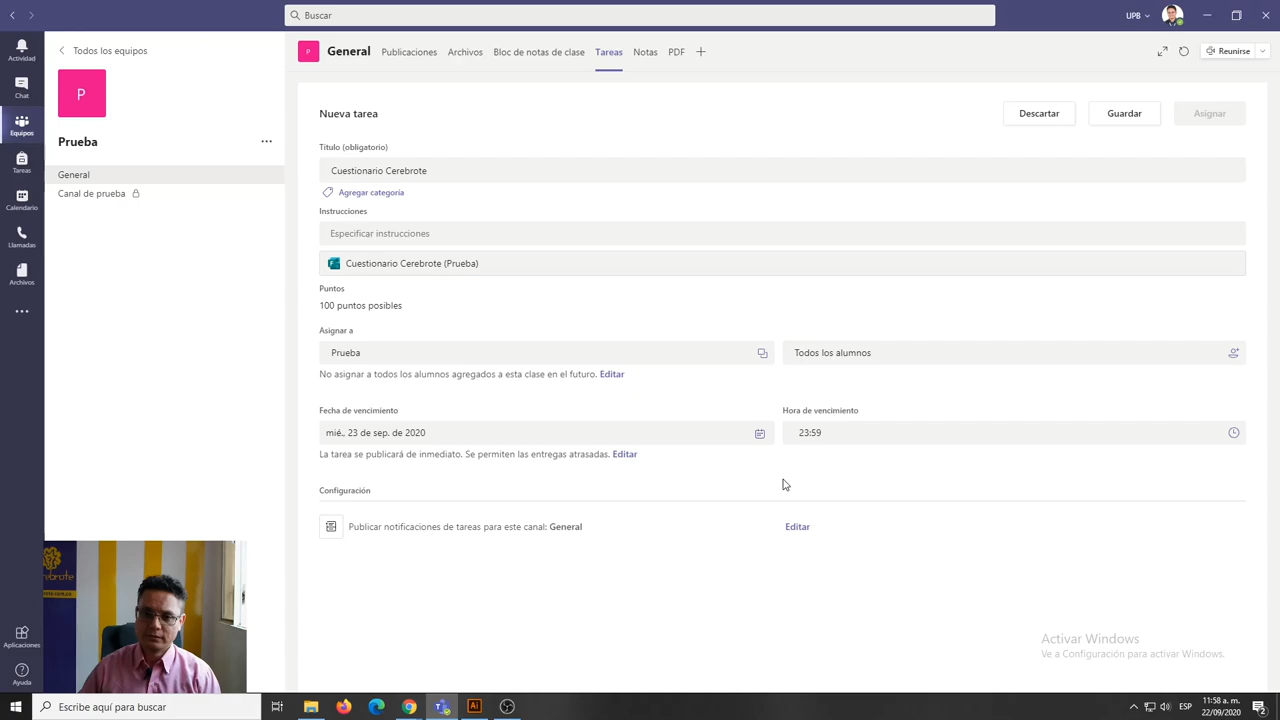 Buscar
UPB
Actividad
Chat
Equipos
Tareas
Calendario
Llamadas
Archivos
Aplicaciones
Ayuda
Todos los equipos
P
Prueba
General
Canal de prueba
P
General
Publicaciones
Archivos
Bloc de notas de clase
Tareas
Notas
PDF
Reunirse
Nueva tarea
Descartar
Guardar
Asignar
Título (obligatorio)
Cuestionario Cerebrote
Agregar categoría
Instrucciones
Especificar instrucciones
Cuestionario Cerebrote (Prueba)
Puntos
100 puntos posibles
Asignar a
Prueba
Todos los alumnos
No asignar a todos los alumnos agregados a esta clase en el futuro. Editar
Fecha de vencimiento
Hora de vencimiento
mié., 23 de sep. de 2020
23:59
La tarea se publicará de inmediato. Se permiten las entregas atrasadas. Editar
Configuración
Publicar notificaciones de tareas para este canal: General
Editar
Activar Windows
Ve a Configuración para activar Windows.
Escribe aquí para buscar
Ai
ESP
11:58 a. m.
22/09/2020
2